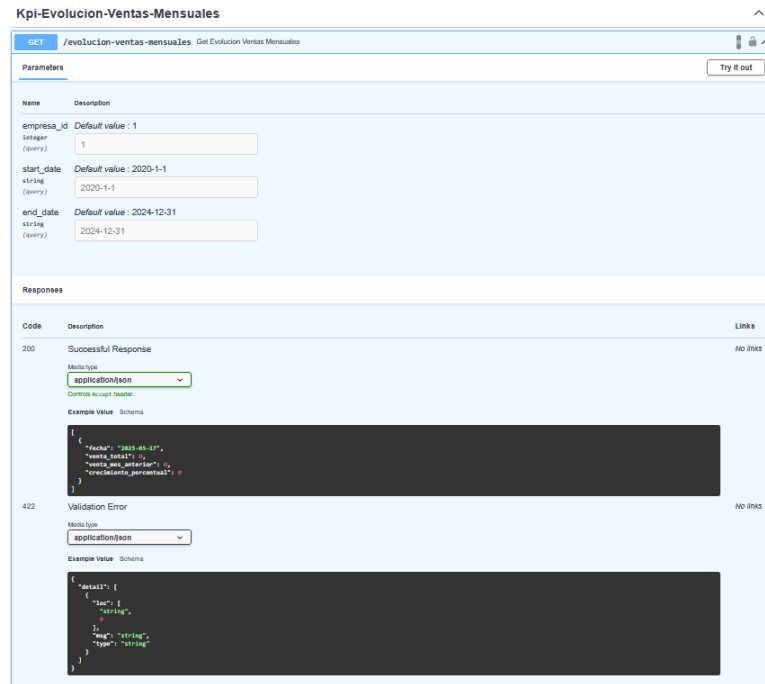 Kpi-Evolucion-Ventas-Mensuales
GET /evolucion-ventas-mensuales Get Evolucion Ventas Mensuales
Parameters Try it out
Name Description
empresa_id Default value : 1
integer
(query) 1
start_date Default value : 2020-1-1
string
(query) 2020-1-1
end_date Default value : 2024-12-31
string
(query) 2024-12-31
Responses
Code Description Links
200 Successful Response No links
Media type
application/json
Controls Accept header.
Example Value Schema
[
{
"fecha": "2025-05-17",
"venta_total": 0,
"venta_mes_anterior": 0,
"crecimiento_porcentual": 0
}
]
422 Validation Error No links
Media type
application/json
Example Value Schema
{
"detail": [
{
"loc": [
"string",
0
],
"msg": "string",
"type": "string"
}
]
}